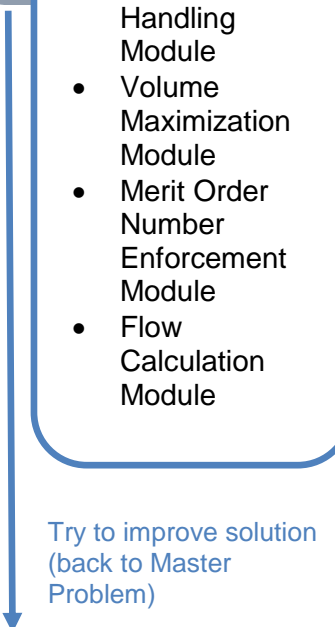 Handling
Module
• Volume
Maximization
Module
• Merit Order
Number
Enforcement
Module
• Flow
Calculation
Module
Try to improve solution
(back to Master
Problem)